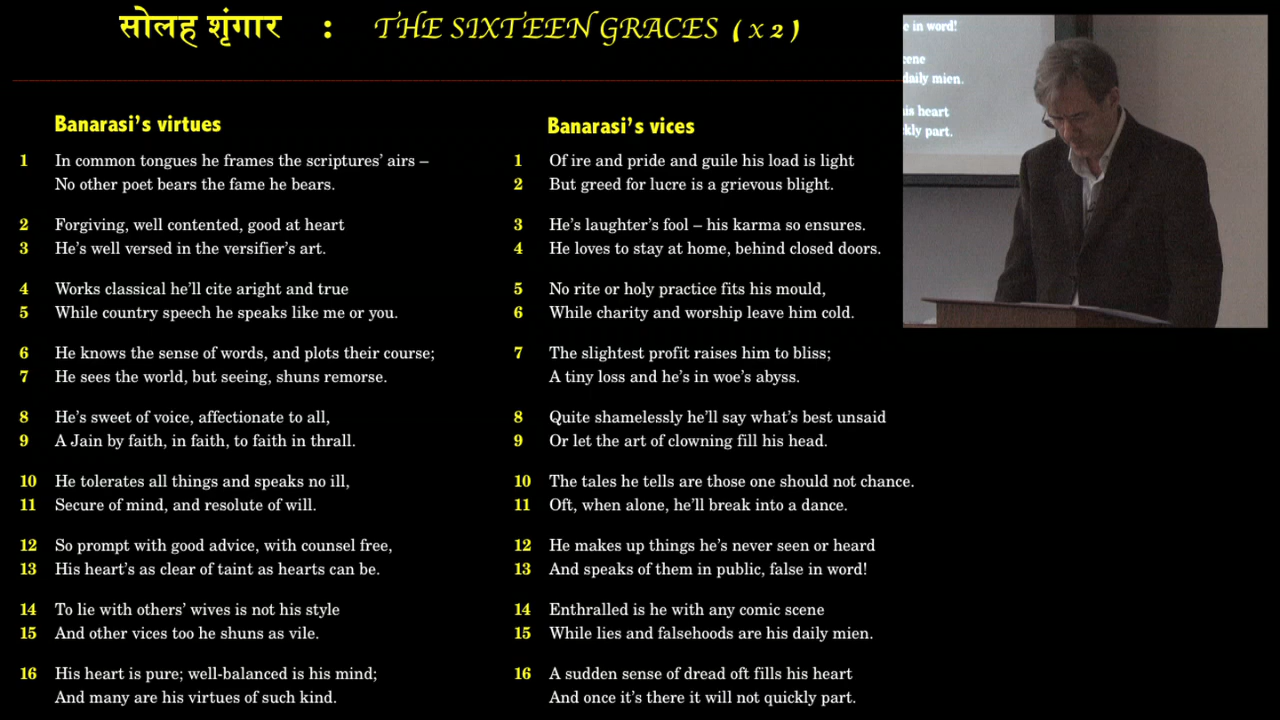 सोलह शृंगार : THE SIXTEEN GRACES ( x 2 )
Banarasi's virtues
1 In common tongues he frames the scriptures' airs –
No other poet bears the fame he bears.
2 Forgiving, well contented, good at heart
3 He's well versed in the versifier's art.
4 Works classical he'll cite aright and true
5 While country speech he speaks like me or you.
6 He knows the sense of words, and plots their course;
7 He sees the world, but seeing, shuns remorse.
8 He's sweet of voice, affectionate to all,
9 A Jain by faith, in faith, to faith in thrall.
10 He tolerates all things and speaks no ill,
11 Secure of mind, and resolute of will.
12 So prompt with good advice, with counsel free,
13 His heart's as clear of taint as hearts can be.
14 To lie with others' wives is not his style
15 And other vices too he shuns as vile.
16 His heart is pure; well-balanced is his mind;
And many are his virtues of such kind.
Banarasi's vices
1 Of ire and pride and guile his load is light
2 But greed for lucre is a grievous blight.
3 He's laughter's fool – his karma so ensures.
4 He loves to stay at home, behind closed doors.
5 No rite or holy practice fits his mould,
6 While charity and worship leave him cold.
7 The slightest profit raises him to bliss;
A tiny loss and he's in woe's abyss.
8 Quite shamelessly he'll say what's best unsaid
9 Or let the art of clowning fill his head.
10 The tales he tells are those one should not chance.
11 Oft, when alone, he'll break into a dance.
12 He makes up things he's never seen or heard
13 And speaks of them in public, false in word!
14 Enthralled is he with any comic scene
15 While lies and falsehoods are his daily mien.
16 A sudden sense of dread oft fills his heart
And once it's there it will not quickly part.
e in word!
cene
daily mien.
is heart
kly part.